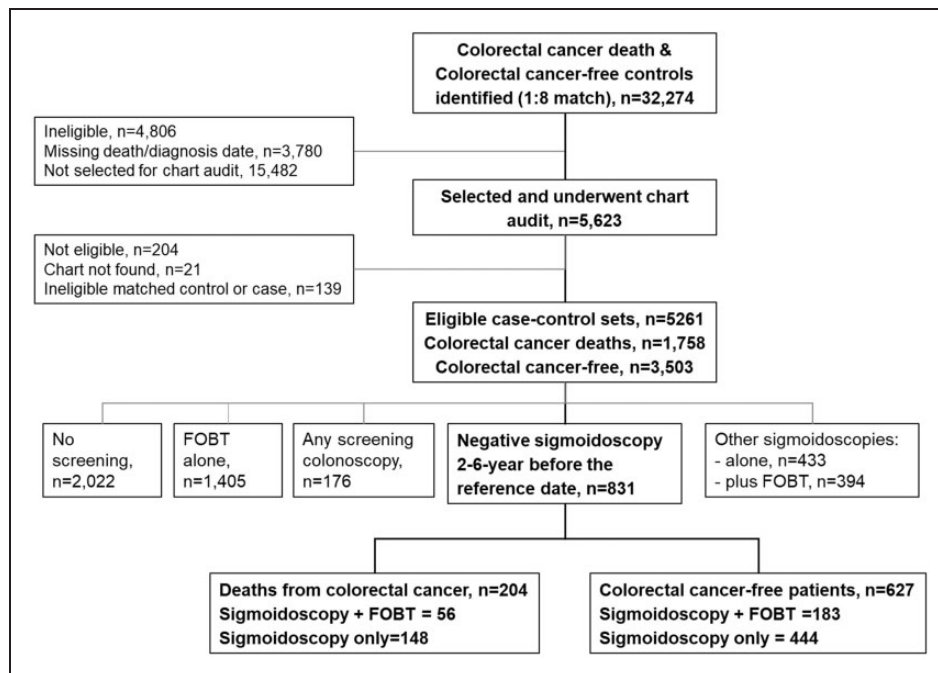 Colorectal cancer death &
Colorectal cancer-free controls
identified (1:8 match), n=32,274
Ineligible, n=4,806
Missing death/diagnosis date, n=3,780
Not selected for chart audit, 15,482
Selected and underwent chart
audit, n=5,623
Not eligible, n=204
Chart not found, n=21
Ineligible matched control or case, n=139
Eligible case-control sets, n=5261
Colorectal cancer deaths, n=1,758
Colorectal cancer-free, n=3,503
No
screening,
n=2,022
FOBT
alone,
n=1,405
Any screening
colonoscopy,
n=176
Negative sigmoidoscopy
2-6-year before the
reference date, n=831
Other sigmoidoscopies:
- alone, n=433
- plus FOBT, n=394
Deaths from colorectal cancer, n=204
Sigmoidoscopy + FOBT = 56
Sigmoidoscopy only=148
Colorectal cancer-free patients, n=627
Sigmoidoscopy + FOBT =183
Sigmoidoscopy only = 444